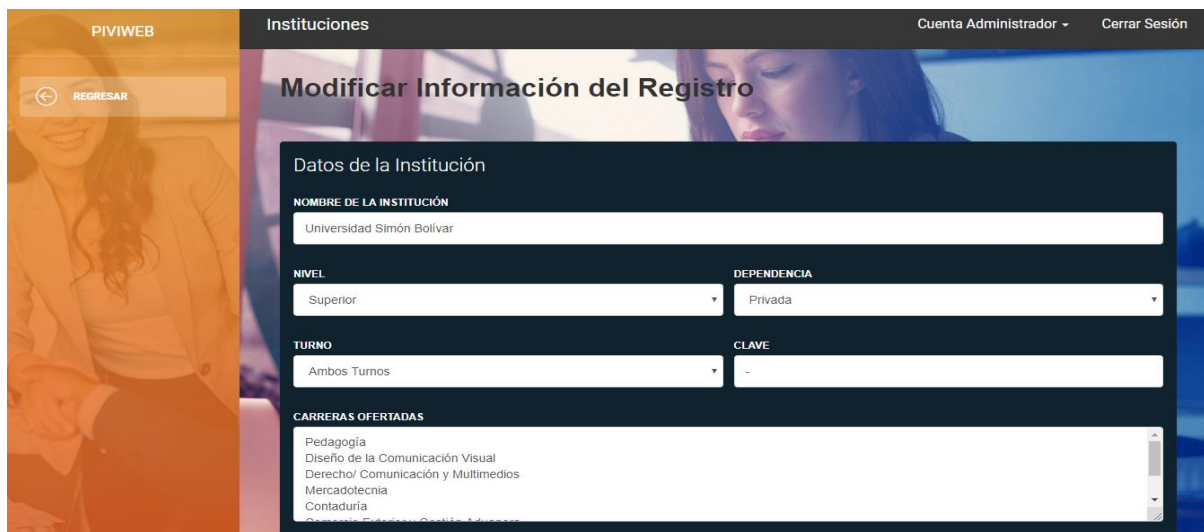 PIVIWEB
Instituciones
Cuenta Administrador
Cerrar Sesión
REGRESAR
Modificar Información del Registro
Datos de la Institución
NOMBRE DE LA INSTITUCIÓN
Universidad Simón Bolívar
NIVEL
DEPENDENCIA
Superior
Privada
TURNO
CLAVE
Ambos Turnos
-
CARRERAS OFERTADAS
Pedagogía
Diseño de la Comunicación Visual
Derecho/ Comunicación y Multimedios
Mercadotecnia
Contaduría